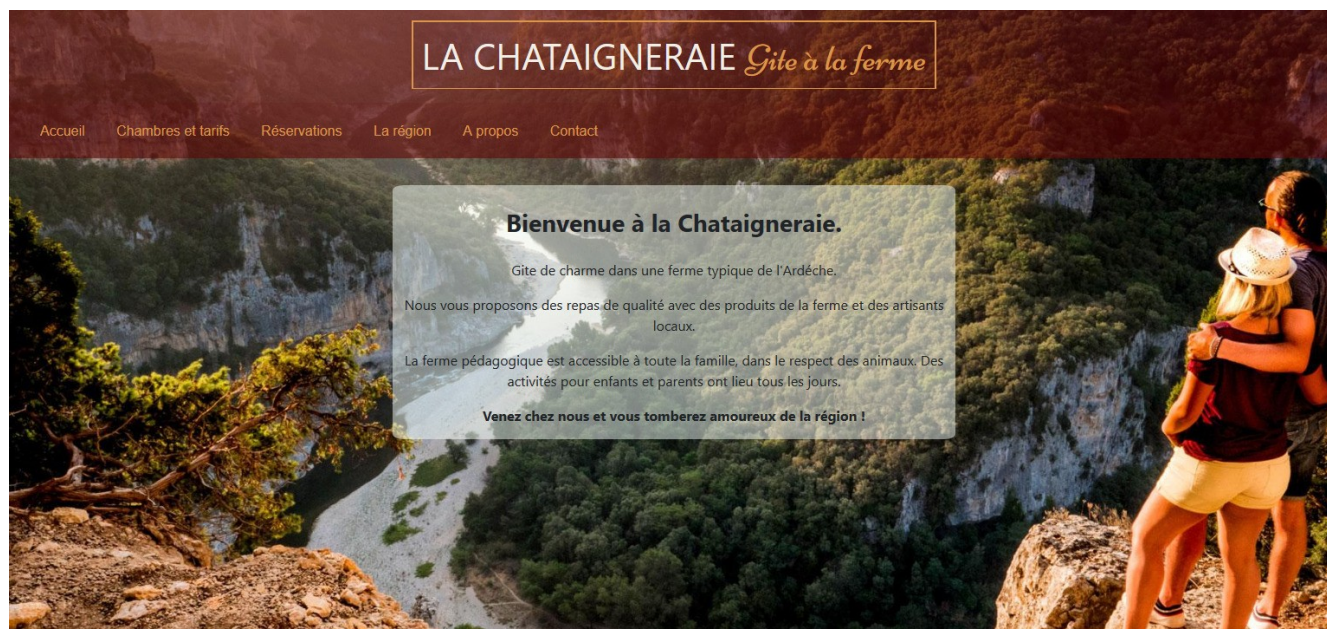 LA CHATAIGNERAIE Gite à la ferme
Accueil Chambres et tarifs Réservations La région A propos Contact
Bienvenue à la Chataigneraie.
Gite de charme dans une ferme typique de l'Ardéche.
Nous vous proposons des repas de qualité avec des produits de la ferme et des artisants
locaux.
La ferme pédagogique est accessible à toute la famille, dans le respect des animaux. Des
activités pour enfants et parents ont lieu tous les jours.
Venez chez nous et vous tomberez amoureux de la région !